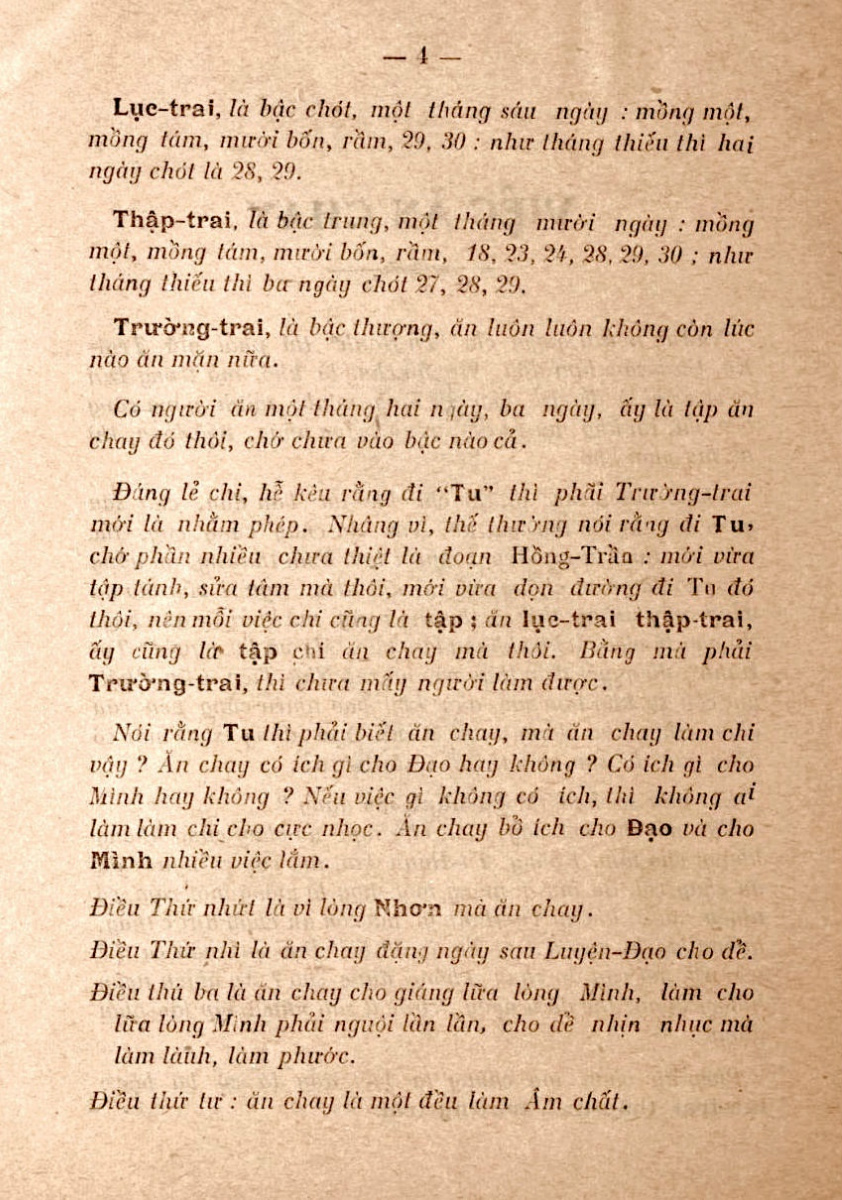 — 4 —
Lục-trai, là bậc chót, một tháng sáu ngày : mồng một,
mồng tám, mười bốn, rằm, 29, 30 : như tháng thiếu thì hai
ngày chót là 28, 29.
Thập-trai, là bậc trung, một tháng mười ngày : mồng
một, mồng tám, mười bốn, rằm, 18, 23, 24, 28, 29, 30 ; như
tháng thiếu thì ba ngày chót 27, 28, 29.
Trường-trai, là bậc thượng, ăn luôn luôn không còn lúc
nào ăn mặn nữa.
Có người ăn một tháng hai ngày, ba ngày, ấy là tập ăn
chay đó thôi, chớ chưa vào bậc nào cả.
Đáng lẻ chi, hễ kêu rằng đi “Tu” thì phãi Trường-trai
mới là nhằm phép. Nhâng vì, thế thường nói rằng đi Tu,
chớ phần nhiều chưa thiệt là đoạn Hồng-Trần : mới vừa
tập tánh, sửa tâm mà thôi, mới vừa dọn đường đi Tu đó
thôi, nên mỗi việc chi cũng là tập ; ăn lục-trai thập-trai,
ấy cũng là tập chi ăn chay mà thôi. Bằng mà phải
Trường-trai, thì chưa mấy người làm được.
Nói rằng Tu thì phải biết ăn chay, mà ăn chay làm chi
vậy ? Ăn chay có ích gì cho Đạo hay không ? Có ích gì cho
Mình hay không ? Nếu việc gì không có ích, thì không ai
làm làm chi cho cực nhọc. Ăn chay bồ ích cho Đạo và cho
Mình nhiều việc lắm.
Điều Thứ nhứt là vì lòng Nhơn mà ăn chay.
Điều Thứ nhì là ăn chay đặng ngày sau Luyện-Đạo cho dề.
Điều thú ba là ăn chay cho giảng lữa lòng Mình, làm cho
lữa lòng Mình phải nguội lần lần, cho dề nhịn nhục mà
làm lành, làm phước.
Điều thứ tư : ăn chay là một đều làm Âm chất.